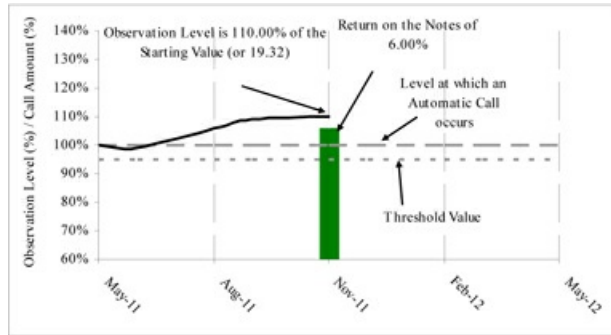 Observation Level (%) / Call Amount (%)
140%
130%
120%
110%
100%
90%
80%
70%
60%
Observation Level is 110.00% of the
Starting Value (or 19.32)
Return on the Notes of
6.00%
Level at which an
Automatic Call
occurs
Threshold Value
May-11
Aug-11
Nov-11
Feb-12
May-12